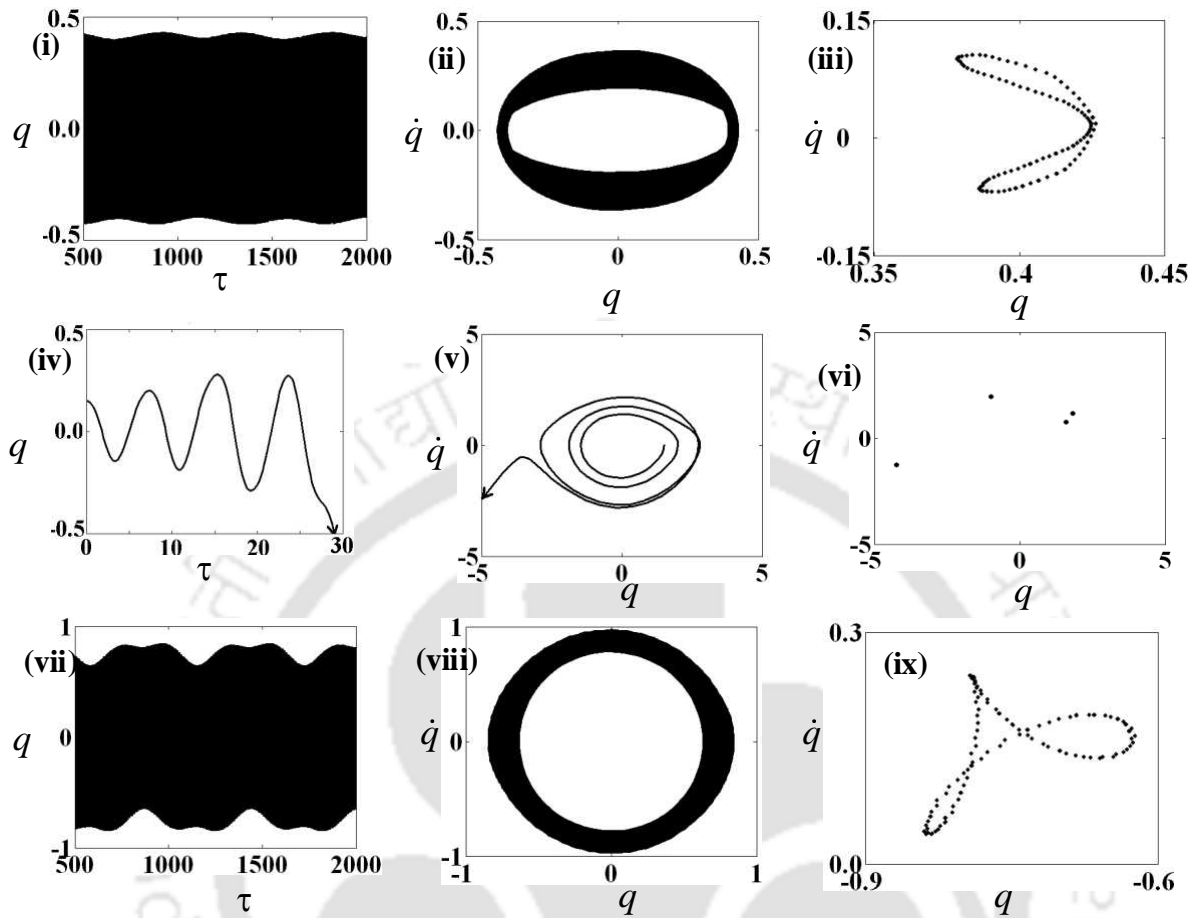 (i)
0.5
q
0.0
-0.5
500 1000 1500 2000
τ
(ii)
0.5
q̇
0.0
-0.5
-0.5 0 0.5
q
(iii)
0.15
q̇
0
-0.15
0.35 0.4 0.45
q
(iv)
0.5
q
0.0
-0.5
0 10 20 30
τ
(v)
5
q̇
0
-5
-5 0 5
q
(vi)
5
q̇
0
-5
-5 0 5
q
(vii)
1
q
0
-1
500 1000 1500 2000
τ
(viii)
1
q̇
0
-1
-1 0 1
q
(ix)
0.3
q̇
0.0
-0.9 -0.6
q